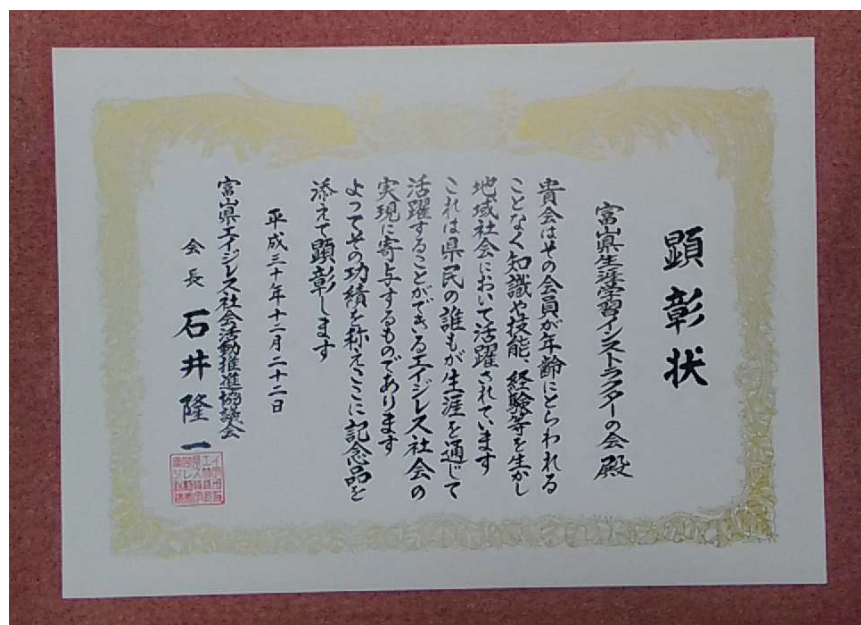 顕彰状
富山県生涯学習インストラクターの会 殿
貴会はその会員が年齢にとらわれる
ことなく知識や技能、経験等を生かし
地域社会において活躍されています
これは県民の誰もが生涯を通じて
活躍することができるエイジレス社会の
実現に寄与するものであります
よってその功績を称えここに記念品を
添えて顕彰します
平成三十年十二月二十二日
富山県エイジレス社会活動推進協議会
会長 石井隆一